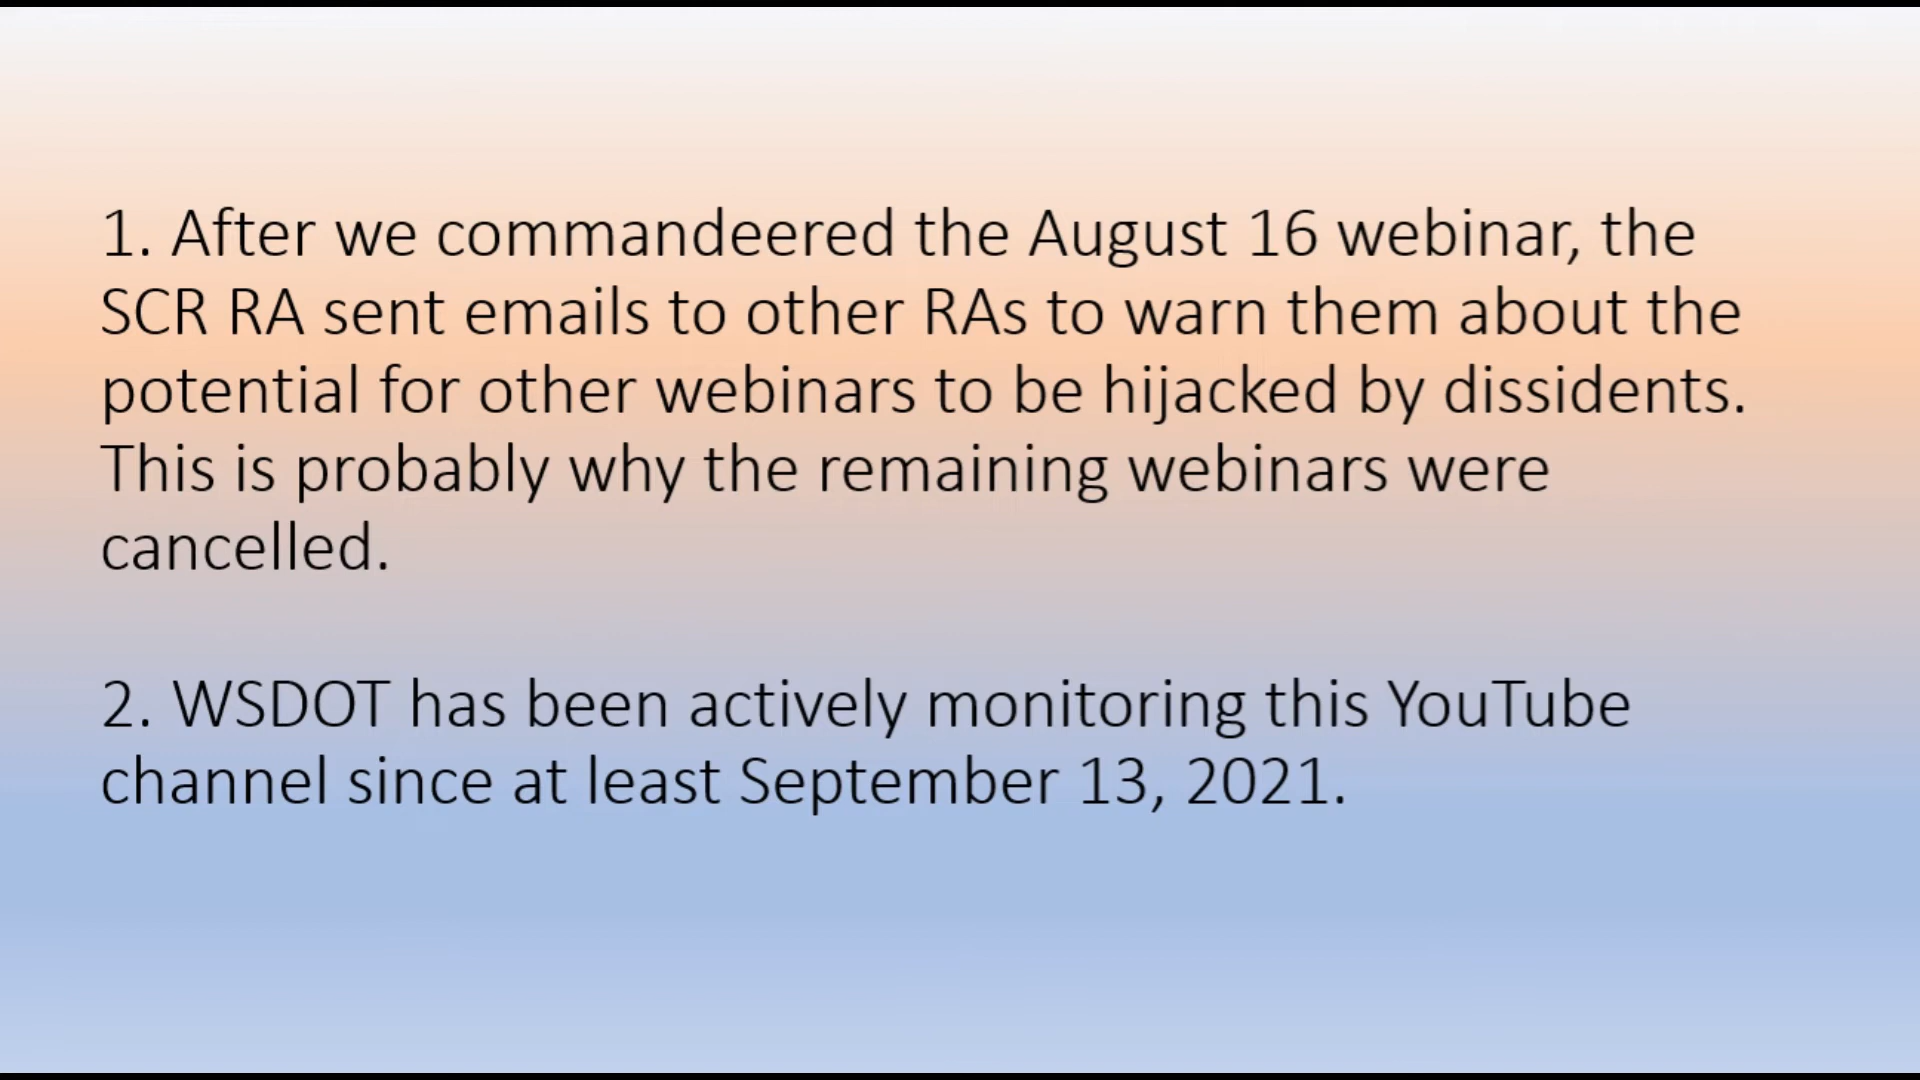 1. After we commandeered the August 16 webinar, the
SCR RA sent emails to other RAs to warn them about the
potential for other webinars to be hijacked by dissidents.
This is probably why the remaining webinars were
cancelled.
2. WSDOT has been actively monitoring this YouTube
channel since at least September 13, 2021.